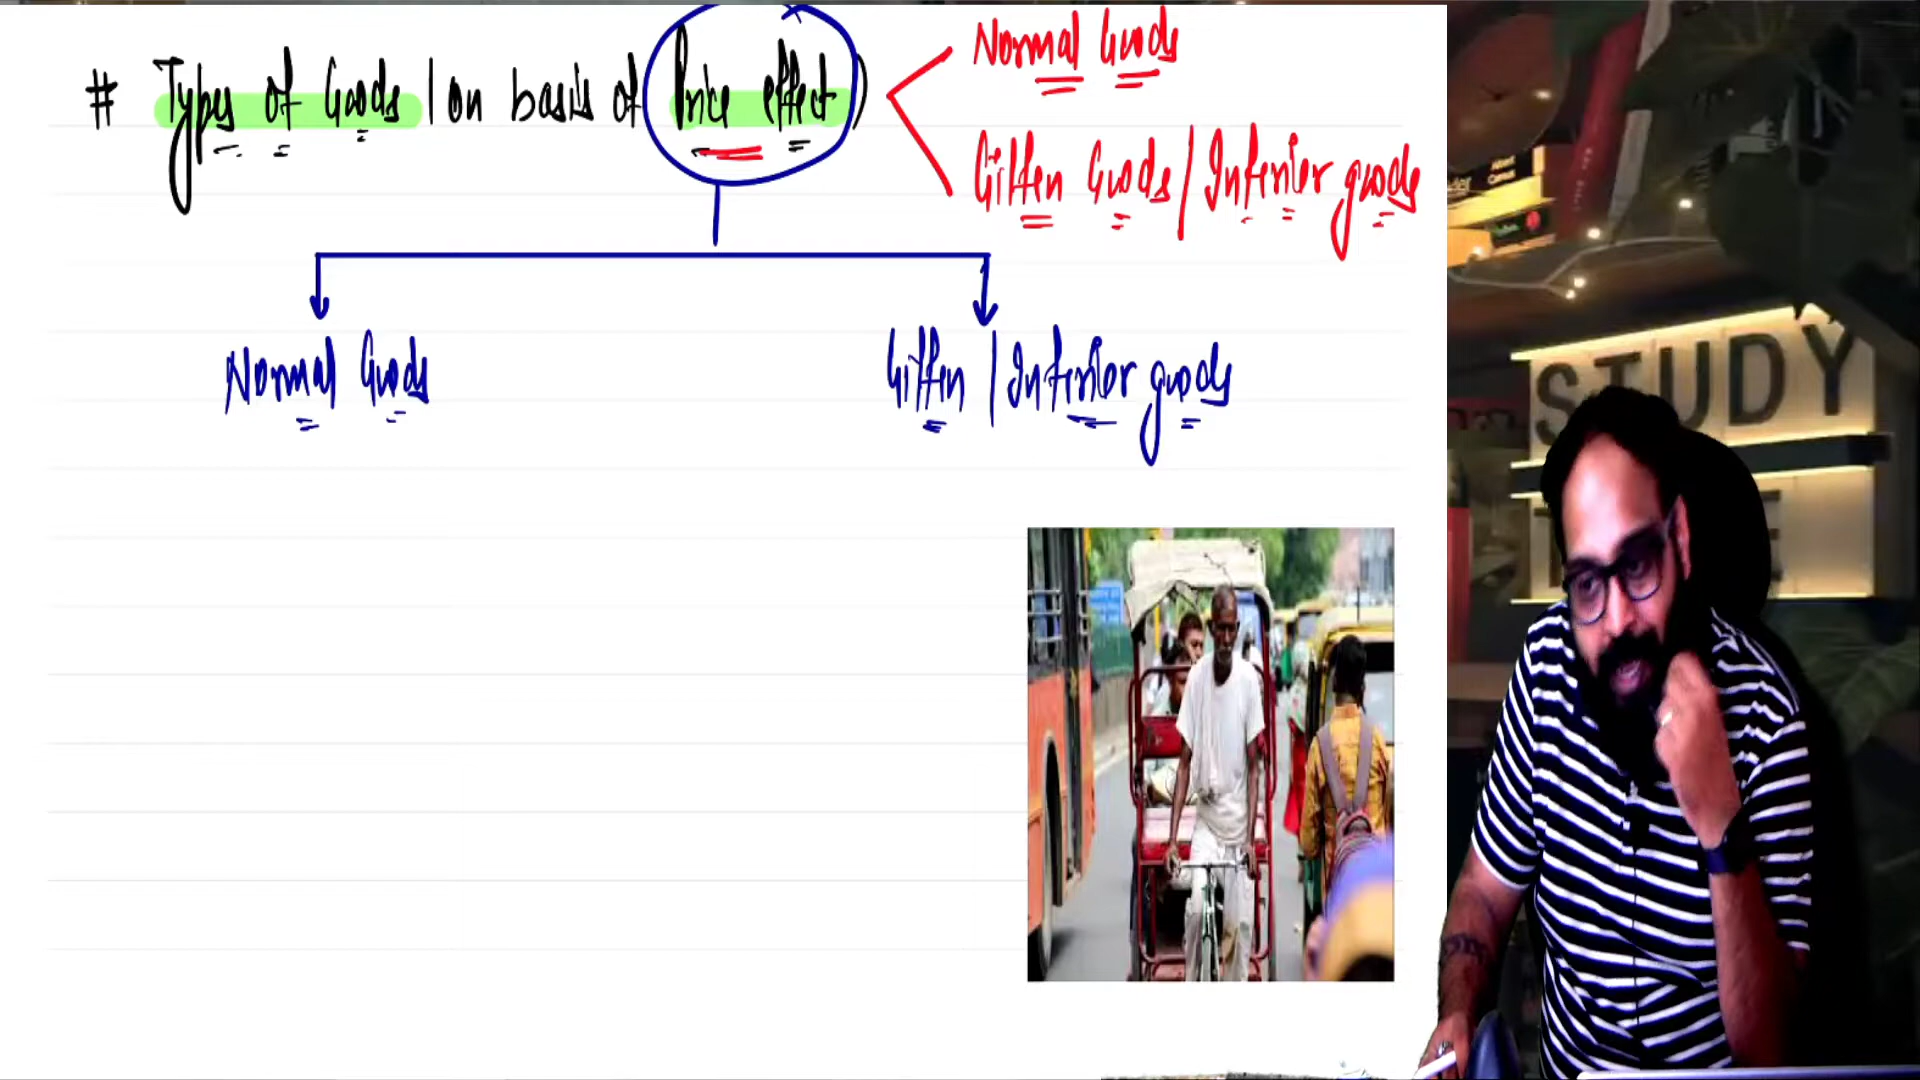 # Types of Goods (on basis of Price effect)
Normal Goods
Giffen Goods / Inferior goods
Normal Goods
Giffen / Inferior goods
STUDY